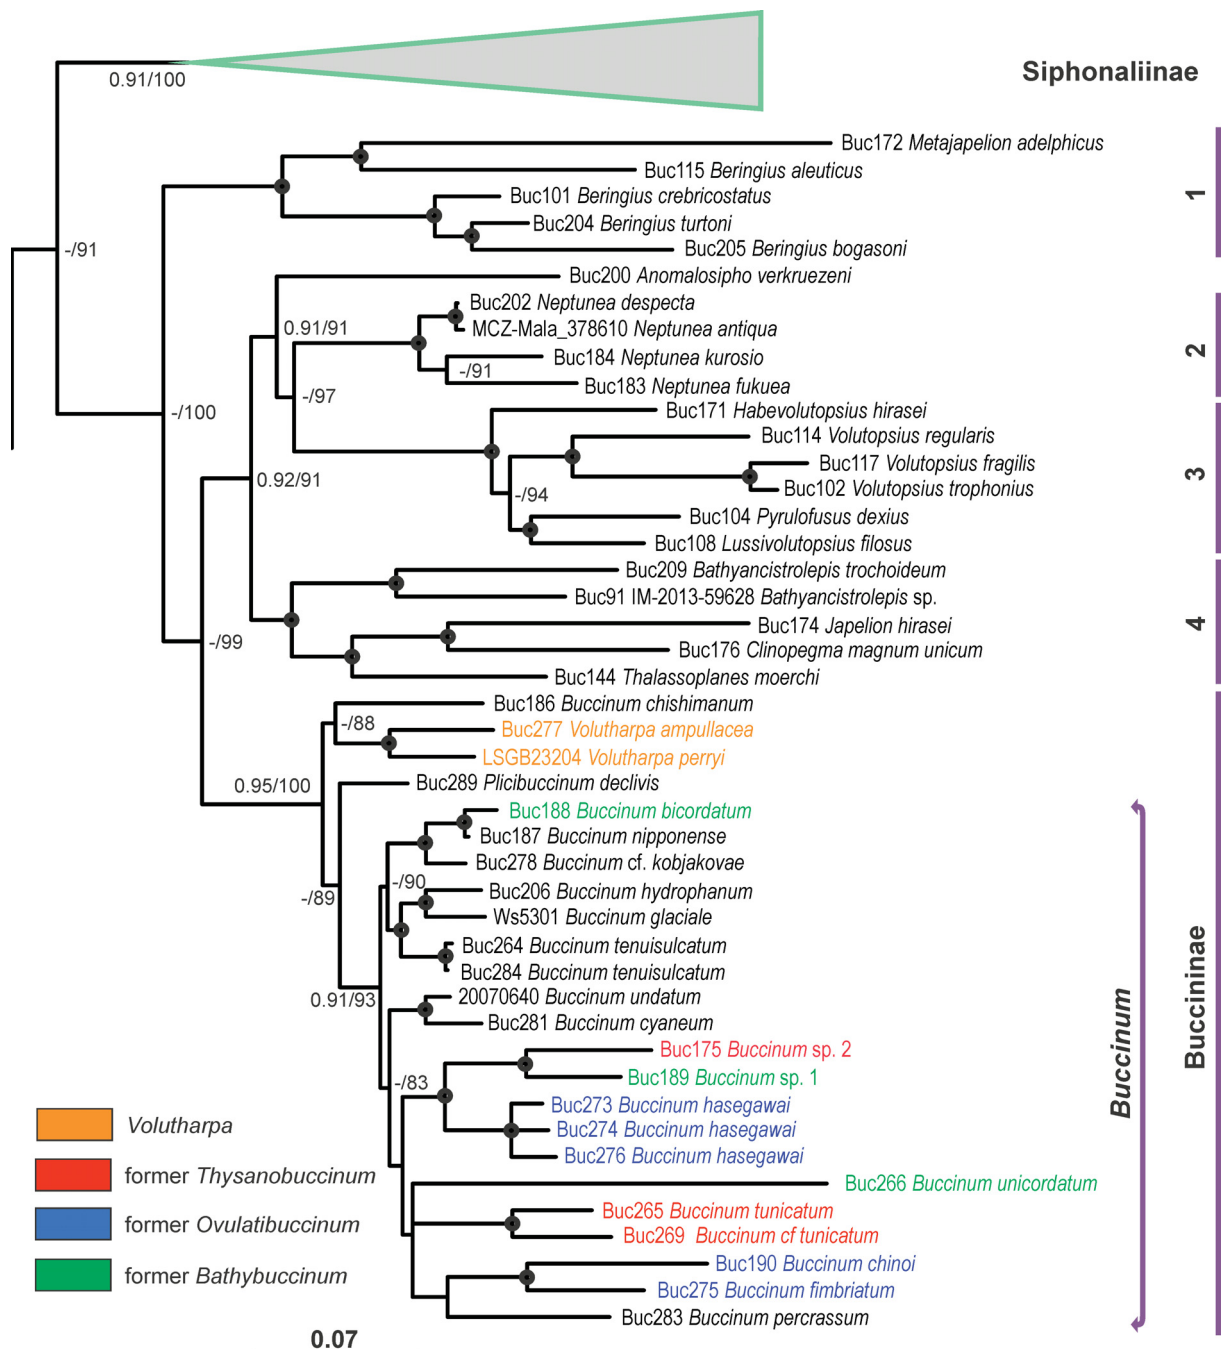 Siphonaliinae
0.91/100
Buc172 Metajapelion adelphicus
Buc115 Beringius aleuticus
Buc101 Beringius crebricostatus
Buc204 Beringius turtoni
Buc205 Beringius bogasoni
1
-/91
Buc200 Anomalosipho verkruezeni
Buc202 Neptunea despecta
0.91/91
MCZ-Mala_378610 Neptunea antiqua
Buc184 Neptunea kurosio
-/91
Buc183 Neptunea fukuea
2
-/97
-/100
Buc171 Habevolutopsius hirasei
Buc114 Volutopsius regularis
Buc117 Volutopsius fragilis
0.92/91
Buc102 Volutopsius trophonius
-/94
Buc104 Pyrulofusus dexius
Buc108 Lussivolutopsius filosus
3
Buc209 Bathyancistrolepis trochoideum
Buc91 IM-2013-59628 Bathyancistrolepis sp.
Buc174 Japelion hirasei
-/99
Buc176 Clinopegma magnum unicum
Buc144 Thalassoplanes moerchi
4
Buc186 Buccinum chishimanum
-/88
Buc277 Volutharpa ampullacea
LSGB23204 Volutharpa perryi
0.95/100
Buc289 Plicibuccinum declivis
Buc188 Buccinum bicordatum
Buc187 Buccinum nipponense
Buc278 Buccinum cf. kobjakovae
-/90
-/89
Buc206 Buccinum hydrophanum
Ws5301 Buccinum glaciale
Buc264 Buccinum tenuisulcatum
Buc284 Buccinum tenuisulcatum
0.91/93
20070640 Buccinum undatum
Buc281 Buccinum cyaneum
Buc175 Buccinum sp. 2
Buc189 Buccinum sp. 1
-/83
Buc273 Buccinum hasegawai
Buc274 Buccinum hasegawai
Buc276 Buccinum hasegawai
Buc266 Buccinum unicordatum
Buc265 Buccinum tunicatum
Buc269 Buccinum cf tunicatum
Buc190 Buccinum chinoi
Buc275 Buccinum fimbriatum
Buc283 Buccinum percrassum
Buccinum
Buccininae
Volutharpa
former Thysanobuccinum
former Ovulatibuccinum
former Bathybuccinum
0.07